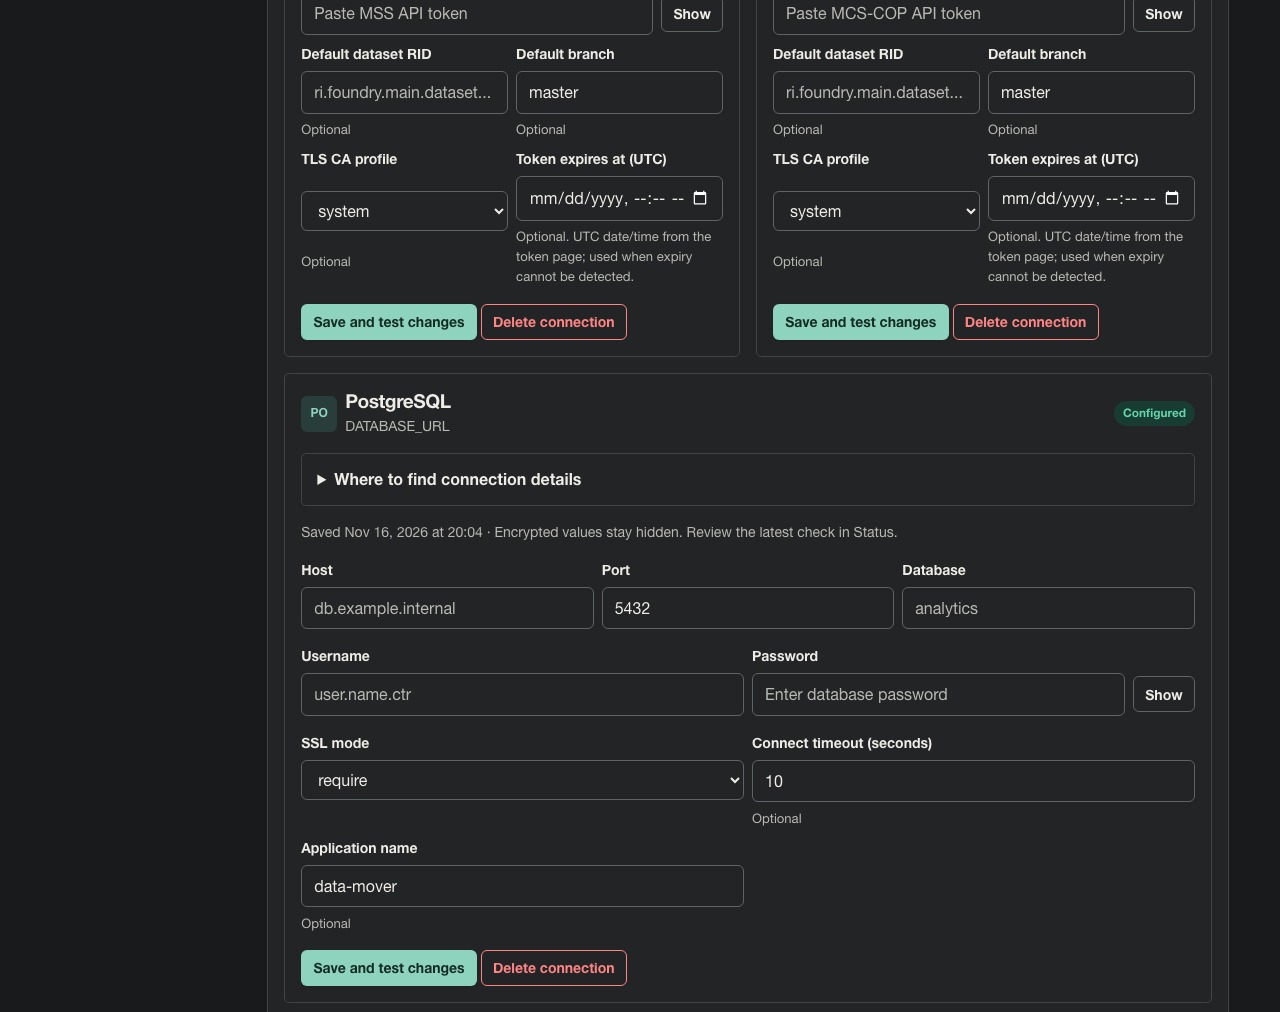 Paste MSS API token
Show
Paste MCS-COP API token
Show
Default dataset RID
Default branch
Default dataset RID
Default branch
ri.foundry.main.dataset...
master
ri.foundry.main.dataset...
master
Optional
Optional
Optional
Optional
TLS CA profile
Token expires at (UTC)
TLS CA profile
Token expires at (UTC)
system
mm/dd/yyyy, --:-- --
system
mm/dd/yyyy, --:-- --
Optional
Optional. UTC date/time from the
token page; used when expiry
cannot be detected.
Optional
Optional. UTC date/time from the
token page; used when expiry
cannot be detected.
Save and test changes
Delete connection
Save and test changes
Delete connection
PO
PostgreSQL
DATABASE_URL
Configured
▶ Where to find connection details
Saved Nov 16, 2026 at 20:04 · Encrypted values stay hidden. Review the latest check in Status.
Host
Port
Database
db.example.internal
5432
analytics
Username
Password
user.name.ctr
Enter database password
Show
SSL mode
Connect timeout (seconds)
require
10
Optional
Application name
data-mover
Optional
Save and test changes
Delete connection